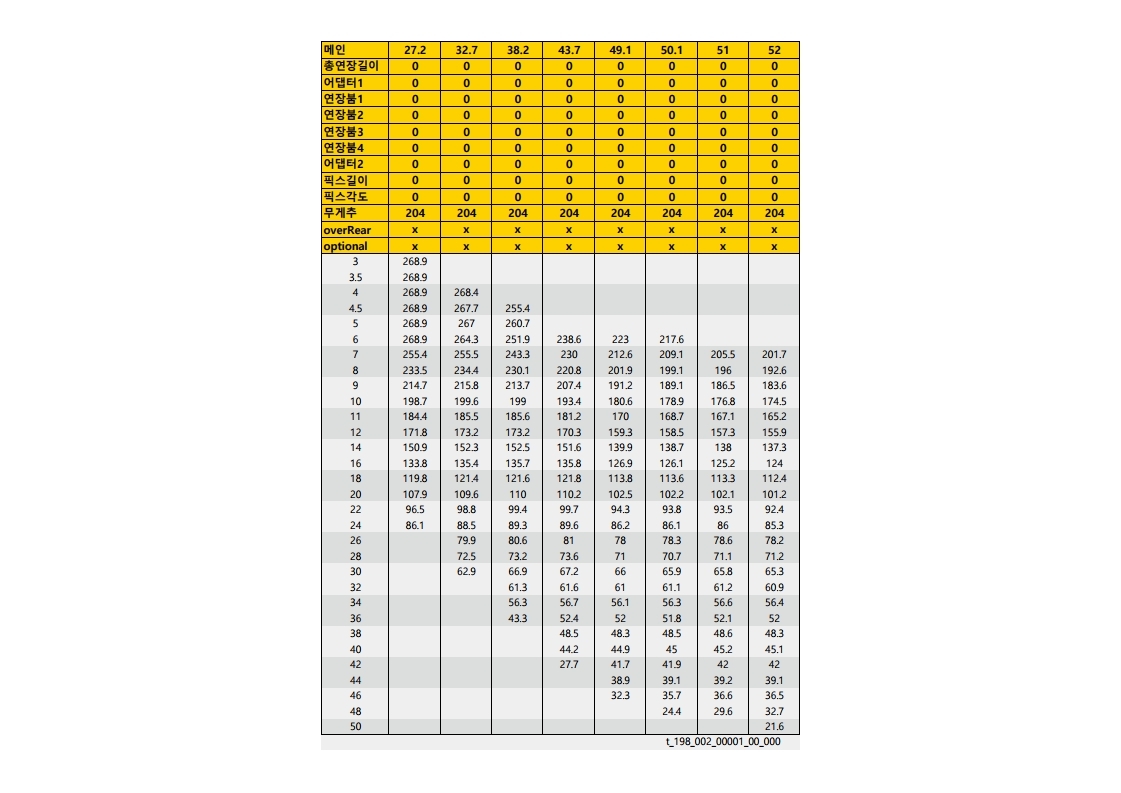 메인 27.2 32.7 38.2 43.7 49.1 50.1 51 52
총연장길이 0 0 0 0 0 0 0 0
어댑터1 0 0 0 0 0 0 0 0
연장붐1 0 0 0 0 0 0 0 0
연장붐2 0 0 0 0 0 0 0 0
연장붐3 0 0 0 0 0 0 0 0
연장붐4 0 0 0 0 0 0 0 0
어댑터2 0 0 0 0 0 0 0 0
픽스길이 0 0 0 0 0 0 0 0
픽스각도 0 0 0 0 0 0 0 0
무게추 204 204 204 204 204 204 204 204
overRear x x x x x x x x
optional x x x x x x x x
3 268.9
3.5 268.9
4 268.9 268.4
4.5 268.9 267.7 255.4
5 268.9 267 260.7
6 268.9 264.3 251.9 238.6 223 217.6
7 255.4 255.5 243.3 230 212.6 209.1 205.5 201.7
8 233.5 234.4 230.1 220.8 201.9 199.1 196 192.6
9 214.7 215.8 213.7 207.4 191.2 189.1 186.5 183.6
10 198.7 199.6 199 193.4 180.6 178.9 176.8 174.5
11 184.4 185.5 185.6 181.2 170 168.7 167.1 165.2
12 171.8 173.2 173.2 170.3 159.3 158.5 157.3 155.9
14 150.9 152.3 152.5 151.6 139.9 138.7 138 137.3
16 133.8 135.4 135.7 135.8 126.9 126.1 125.2 124
18 119.8 121.4 121.6 121.8 113.8 113.6 113.3 112.4
20 107.9 109.6 110 110.2 102.5 102.2 102.1 101.2
22 96.5 98.8 99.4 99.7 94.3 93.8 93.5 92.4
24 86.1 88.5 89.3 89.6 86.2 86.1 86 85.3
26 79.9 80.6 81 78 78.3 78.6 78.2
28 72.5 73.2 73.6 71 70.7 71.1 71.2
30 62.9 66.9 67.2 66 65.9 65.8 65.3
32 61.3 61.6 61 61.1 61.2 60.9
34 56.3 56.7 56.1 56.3 56.6 56.4
36 43.3 52.4 52 51.8 52.1 52
38 48.5 48.3 48.5 48.6 48.3
40 44.2 44.9 45 45.2 45.1
42 27.7 41.7 41.9 42 42
44 38.9 39.1 39.2 39.1
46 32.3 35.7 36.6 36.5
48 24.4 29.6 32.7
50 21.6
t_198_002_00001_00_000